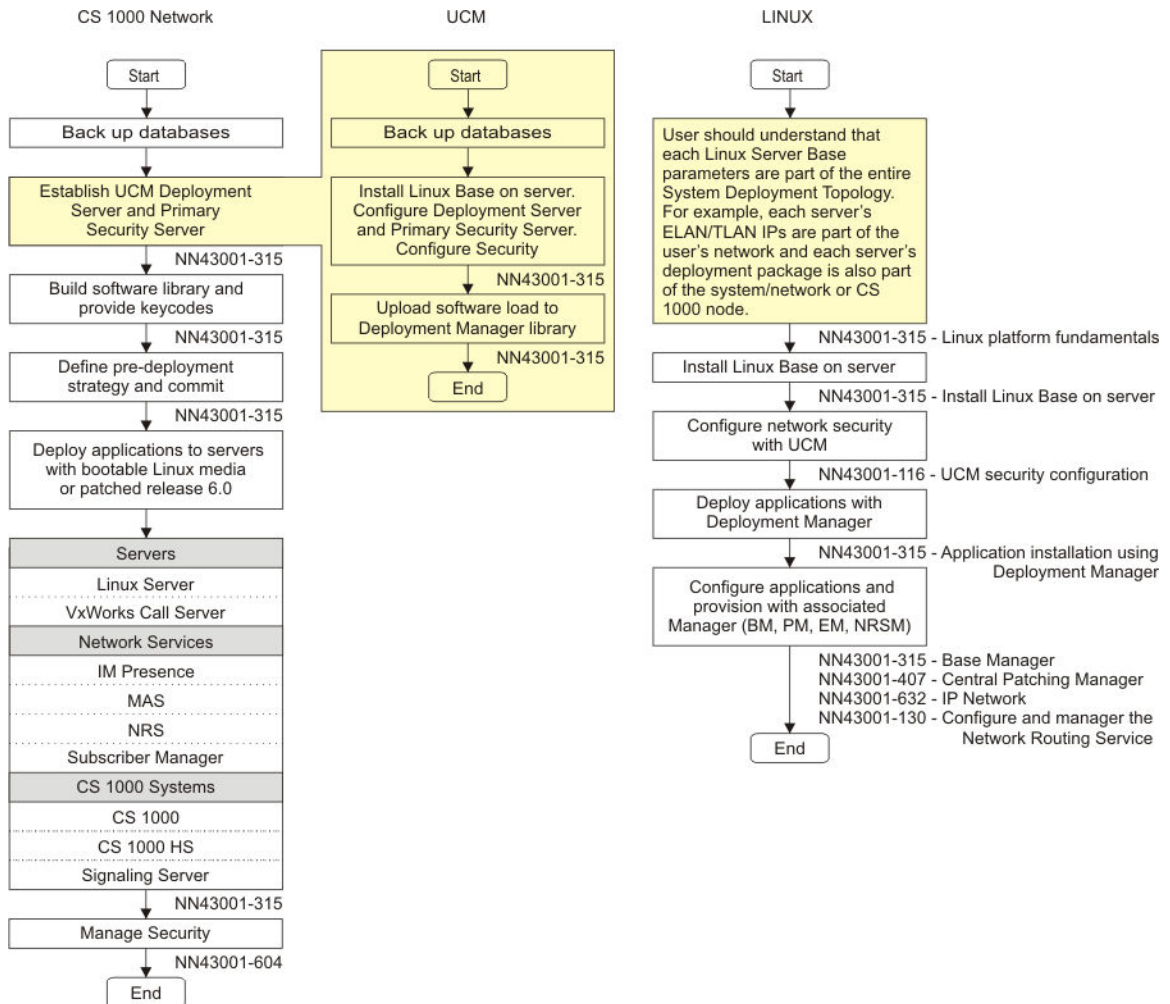 CS 1000 Network
Start
Back up databases
Establish UCM Deployment
Server and Primary
Security Server
NN43001-315
Build software library and
provide keycodes
NN43001-315
Define pre-deployment
strategy and commit
NN43001-315
Deploy applications to servers
with bootable Linux media
or patched release 6.0
Servers
Linux Server
VxWorks Call Server
Network Services
IM Presence
MAS
NRS
Subscriber Manager
CS 1000 Systems
CS 1000
CS 1000 HS
Signaling Server
NN43001-315
Manage Security
NN43001-604
End
UCM
Start
Back up databases
Install Linux Base on server.
Configure Deployment Server
and Primary Security Server.
Configure Security
NN43001-315
Upload software load to
Deployment Manager library
NN43001-315
End
LINUX
Start
User should understand that
each Linux Server Base
parameters are part of the entire
System Deployment Topology.
For example, each server's
ELAN/TLAN IPs are part of the
user's network and each server's
deployment package is also part
of the system/network or CS
1000 node.
NN43001-315 - Linux platform fundamentals
Install Linux Base on server
NN43001-315 - Install Linux Base on server
Configure network security
with UCM
NN43001-116 - UCM security configuration
Deploy applications with
Deployment Manager
NN43001-315 - Application installation using
Deployment Manager
Configure applications and
provision with associated
Manager (BM, PM, EM, NRSM)
NN43001-315 - Base Manager
NN43001-407 - Central Patching Manager
NN43001-632 - IP Network
NN43001-130 - Configure and manager the
Network Routing Service
End